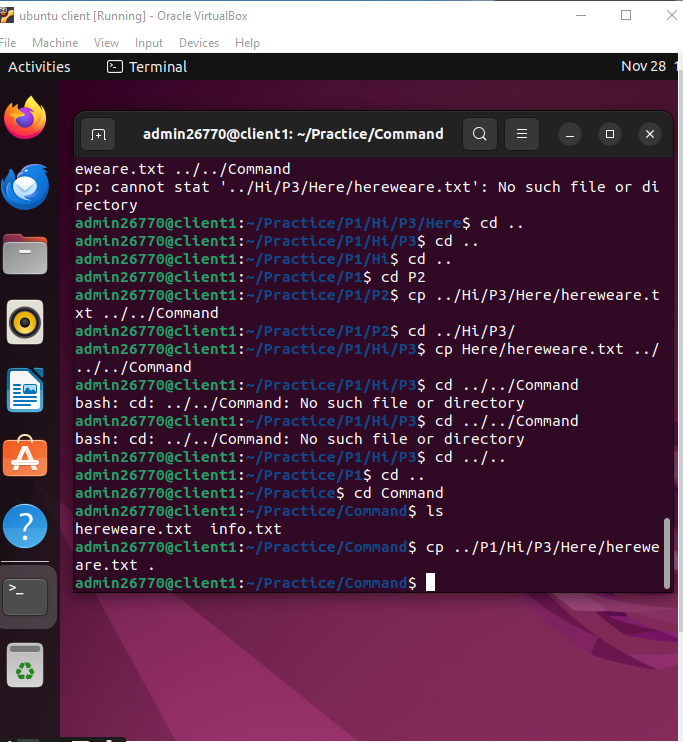 ubuntu client [Running] - Oracle VirtualBox
File Machine View Input Devices Help
Activities Terminal Nov 28 1
admin26770@client1: ~/Practice/Command
eweare.txt ../../Command
cp: cannot stat '../Hi/P3/Here/hereweare.txt': No such file or di
rectory
admin26770@client1:~/Practice/P1/Hi/P3/Here$ cd ..
admin26770@client1:~/Practice/P1/Hi/P3$ cd ..
admin26770@client1:~/Practice/P1/Hi$ cd ..
admin26770@client1:~/Practice/P1$ cd P2
admin26770@client1:~/Practice/P1/P2$ cp ../Hi/P3/Here/hereweare.t
xt ../../Command
admin26770@client1:~/Practice/P1/P2$ cd ../Hi/P3/
admin26770@client1:~/Practice/P1/Hi/P3$ cp Here/hereweare.txt ../
../../Command
admin26770@client1:~/Practice/P1/Hi/P3$ cd ../../Command
bash: cd: ../../Command: No such file or directory
admin26770@client1:~/Practice/P1/Hi/P3$ cd ../../Command
bash: cd: ../../Command: No such file or directory
admin26770@client1:~/Practice/P1/Hi/P3$ cd ../..
admin26770@client1:~/Practice/P1$ cd ..
admin26770@client1:~/Practice$ cd Command
admin26770@client1:~/Practice/Command$ ls
hereweare.txt  info.txt
admin26770@client1:~/Practice/Command$ cp ../P1/Hi/P3/Here/herewe
are.txt .
admin26770@client1:~/Practice/Command$